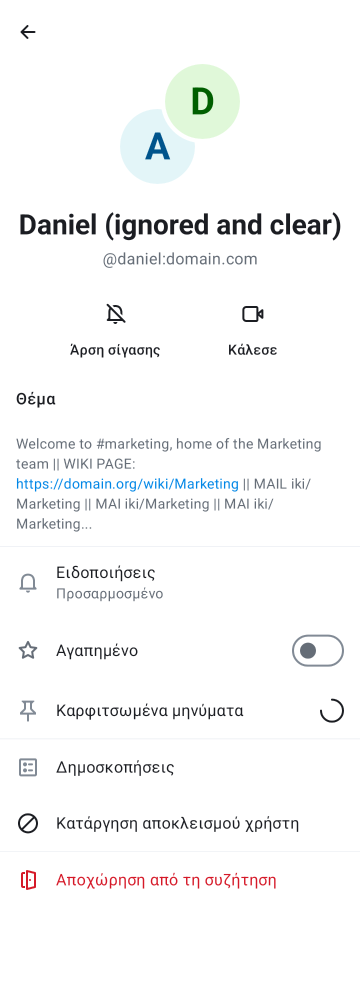 D
A
Daniel (ignored and clear)
@daniel:domain.com
Άρση σίγασης
Κάλεσε
Θέμα
Welcome to #marketing, home of the Marketing
team || WIKI PAGE:
https://domain.org/wiki/Marketing || MAIL iki/
Marketing || MAI iki/Marketing || MAI iki/
Marketing...
Ειδοποιήσεις
Προσαρμοσμένο
Αγαπημένο
Καρφιτσωμένα μηνύματα
Δημοσκοπήσεις
Κατάργηση αποκλεισμού χρήστη
Αποχώρηση από τη συζήτηση